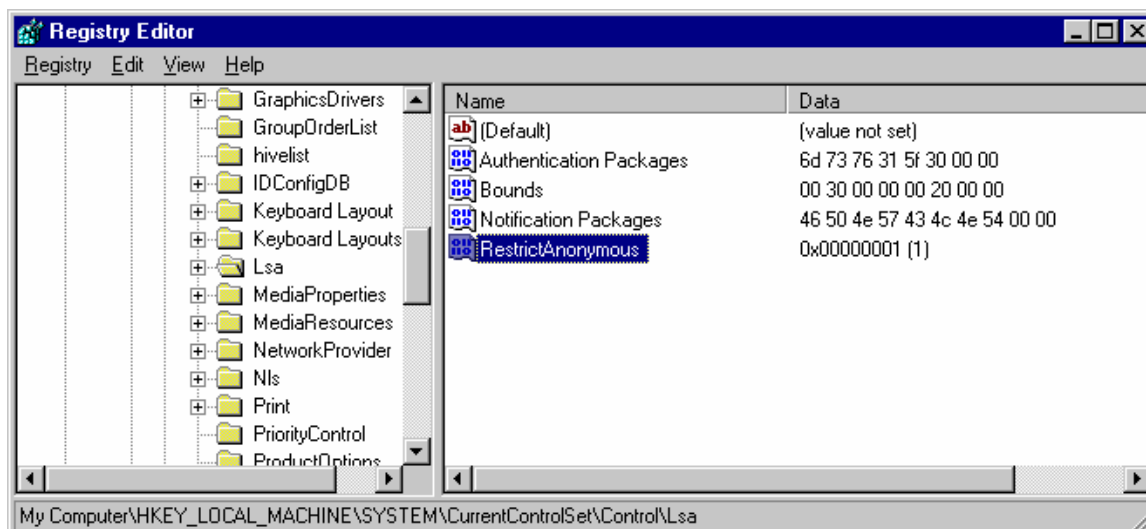 Registry Editor
Registry Edit View Help
GraphicsDrivers
GroupOrderList
hivelist
IDConfigDB
Keyboard Layout
Keyboard Layouts
Lsa
MediaProperties
MediaResources
NetworkProvider
Nls
Print
PriorityControl
ProductOptions
Name Data
(Default) (value not set)
Authentication Packages 6d 73 76 31 5f 30 00 00
Bounds 00 30 00 00 00 20 00 00
Notification Packages 46 50 4e 57 43 4c 4e 54 00 00
RestrictAnonymous 0x00000001 (1)
My Computer\HKEY_LOCAL_MACHINE\SYSTEM\CurrentControlSet\Control\Lsa